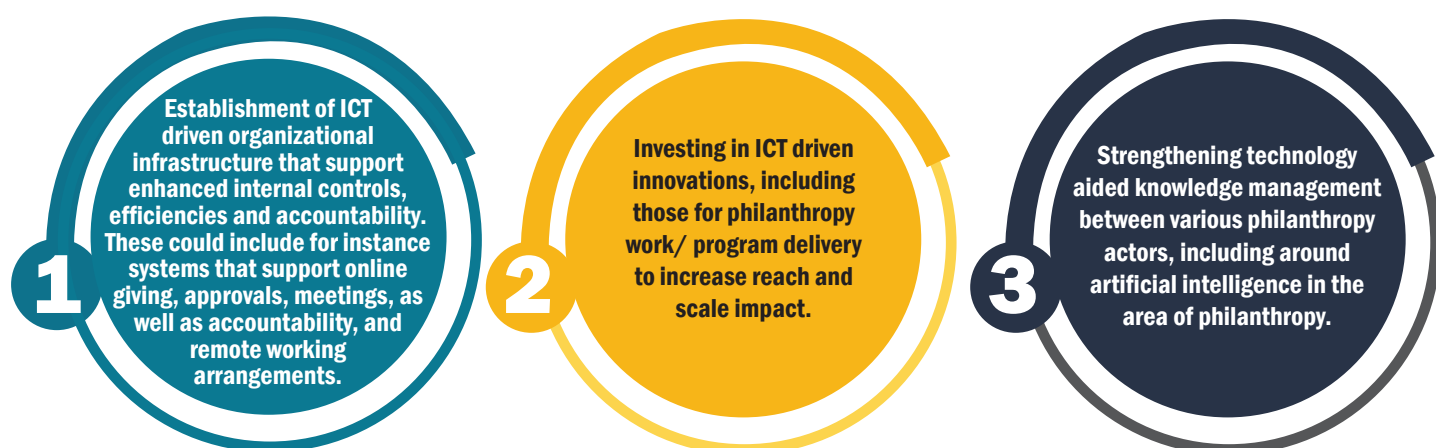 1
Establishment of ICT
driven organizational
infrastructure that support
enhanced internal controls,
efficiencies and accountability.
These could include for instance
systems that support online
giving, approvals, meetings, as
well as accountability, and
remote working
arrangements.
2
Investing in ICT driven
innovations, including
those for philanthropy
work/ program delivery
to increase reach and
scale impact.
3
Strengthening technology
aided knowledge management
between various philanthropy
actors, including around
artificial intelligence in the
area of philanthropy.